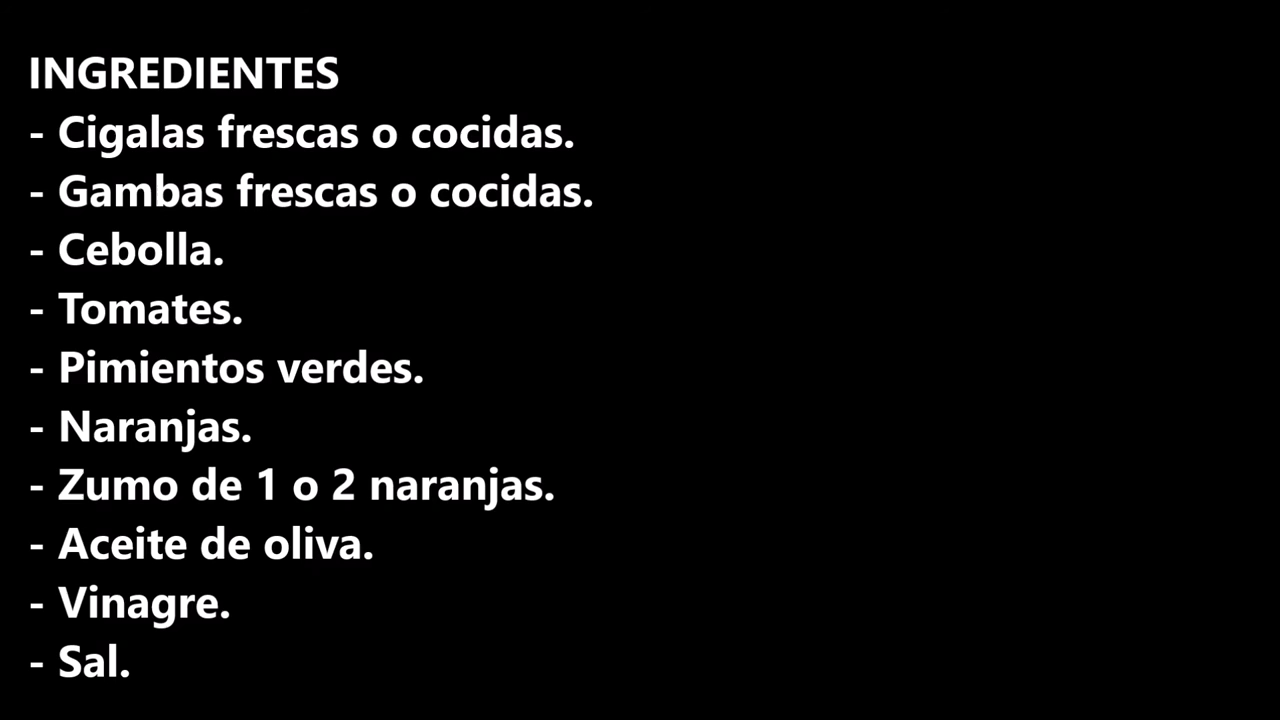 INGREDIENTES
- Cigalas frescas o cocidas.
- Gambas frescas o cocidas.
- Cebolla.
- Tomates.
- Pimientos verdes.
- Naranjas.
- Zumo de 1 o 2 naranjas.
- Aceite de oliva.
- Vinagre.
- Sal.